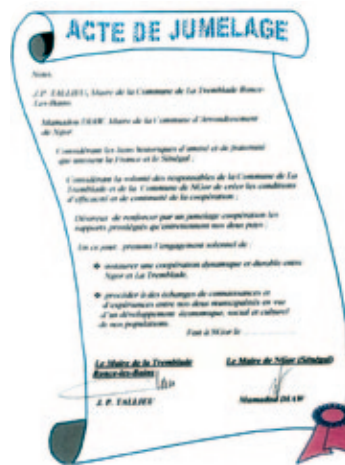 ACTE DE JUMELAGE
Nous,
J.P. TALLIEU, Maire de la Commune de La Tremblade Ronce-
Les-Bains
Mamadou DIAW, Maire de la Commune d'Arrondissement
de Ngor
Considérant les liens historiques d'amitié et de fraternité
qui unissent la France et le Sénégal ;
Considérant la volonté des responsables de la Commune de La
Tremblade et de la Commune de NGor de créer les conditions
d'efficacité et de continuité de la coopération ;
Désireux de renforcer par un jumelage coopération les
rapports privilégiés qu'entretiennent nos deux pays ;
En ce jour, prenons l'engagement solennel de :
❖ instaurer une coopération dynamique et durable entre
Ngor et La Tremblade.
❖ procéder à des échanges de connaissances et
d'expériences entre nos deux municipalités en vue
d'un développement économique, social et culturel
de nos populations.
Fait à NGor le ..............
Le Maire de la Tremblade
Ronce-les-Bains
Le Maire de NGor (Sénégal)
J. P. TALLIEU
Mamadou DIAW